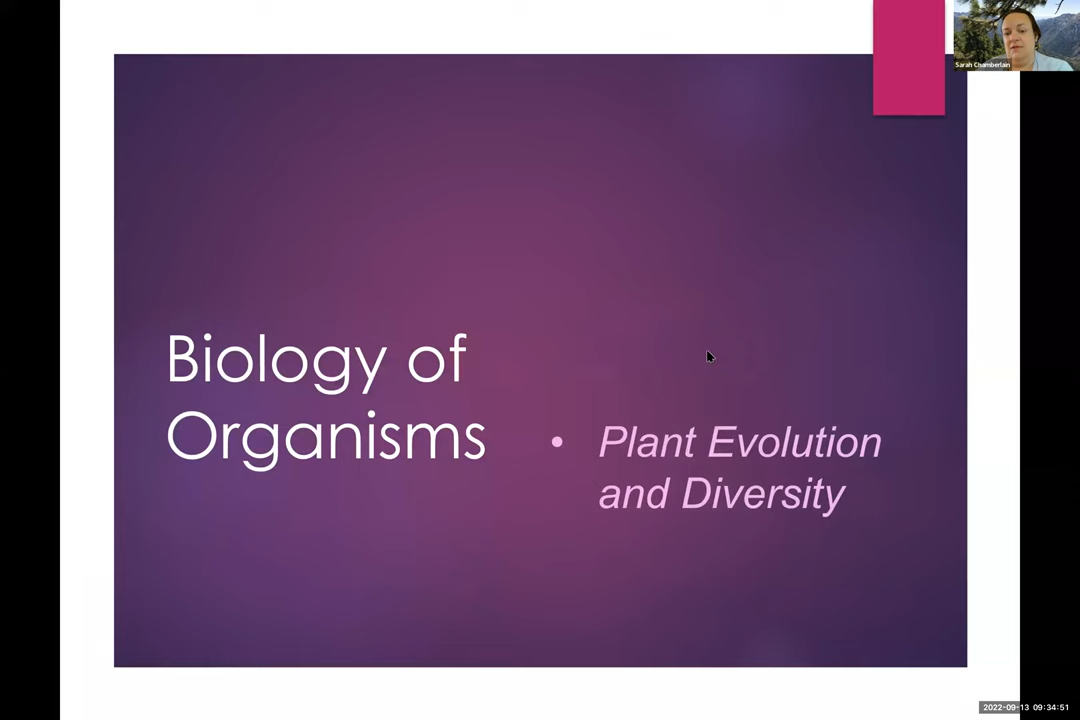 Sarah Chamberlain
Biology of
Organisms
• Plant Evolution
and Diversity
2022-09-13 09:34:51